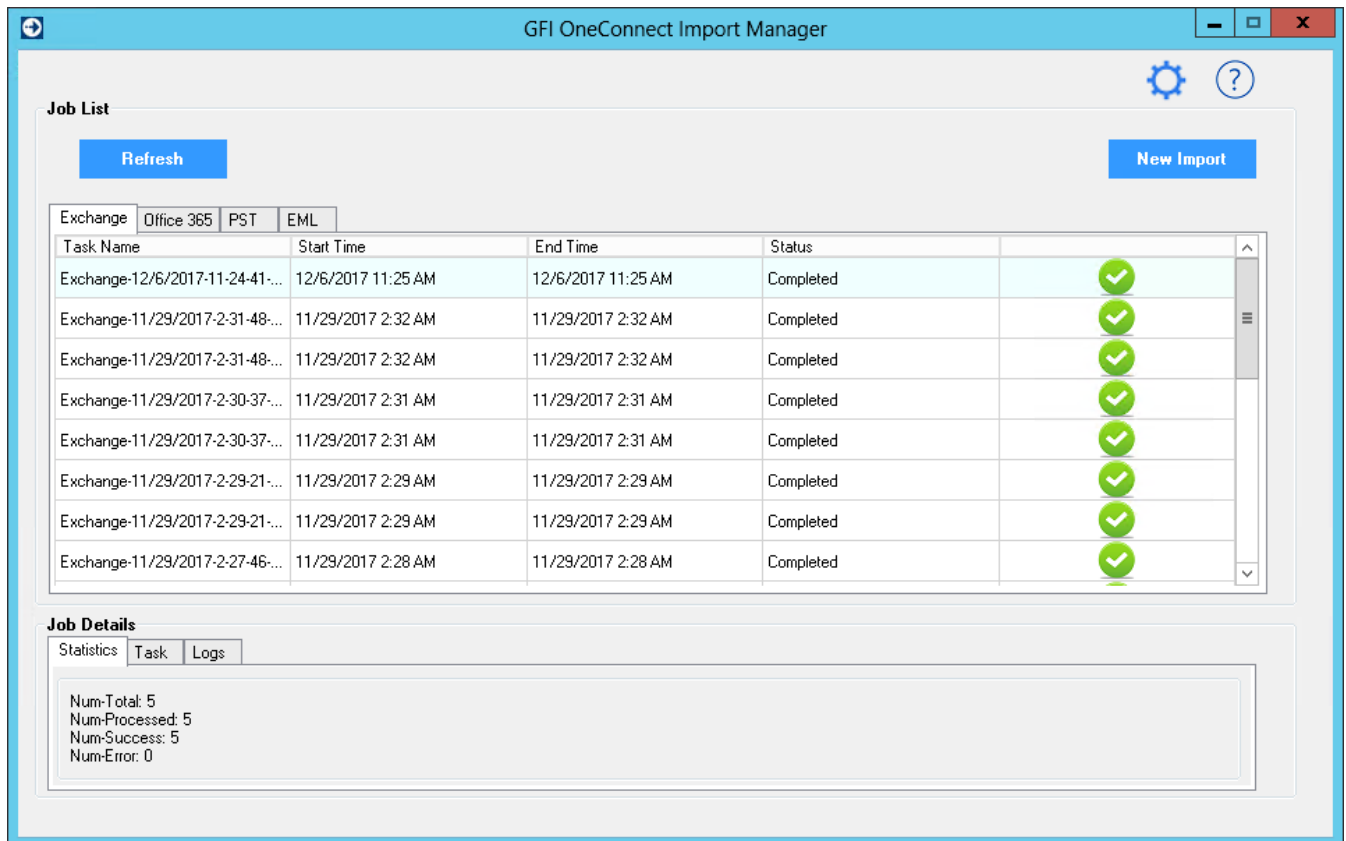 GFI OneConnect Import Manager
?
Job List
Refresh New Import
Exchange Office 365 PST EML
Task Name Start Time End Time Status
Exchange-12/6/2017-11-24-41-... 12/6/2017 11:25 AM 12/6/2017 11:25 AM Completed
Exchange-11/29/2017-2-31-48-... 11/29/2017 2:32 AM 11/29/2017 2:32 AM Completed
Exchange-11/29/2017-2-31-48-... 11/29/2017 2:32 AM 11/29/2017 2:32 AM Completed
Exchange-11/29/2017-2-30-37-... 11/29/2017 2:31 AM 11/29/2017 2:31 AM Completed
Exchange-11/29/2017-2-30-37-... 11/29/2017 2:31 AM 11/29/2017 2:31 AM Completed
Exchange-11/29/2017-2-29-21-... 11/29/2017 2:29 AM 11/29/2017 2:29 AM Completed
Exchange-11/29/2017-2-29-21-... 11/29/2017 2:29 AM 11/29/2017 2:29 AM Completed
Exchange-11/29/2017-2-27-46-... 11/29/2017 2:28 AM 11/29/2017 2:28 AM Completed
Job Details
Statistics Task Logs
Num-Total: 5
Num-Processed: 5
Num-Success: 5
Num-Error: 0